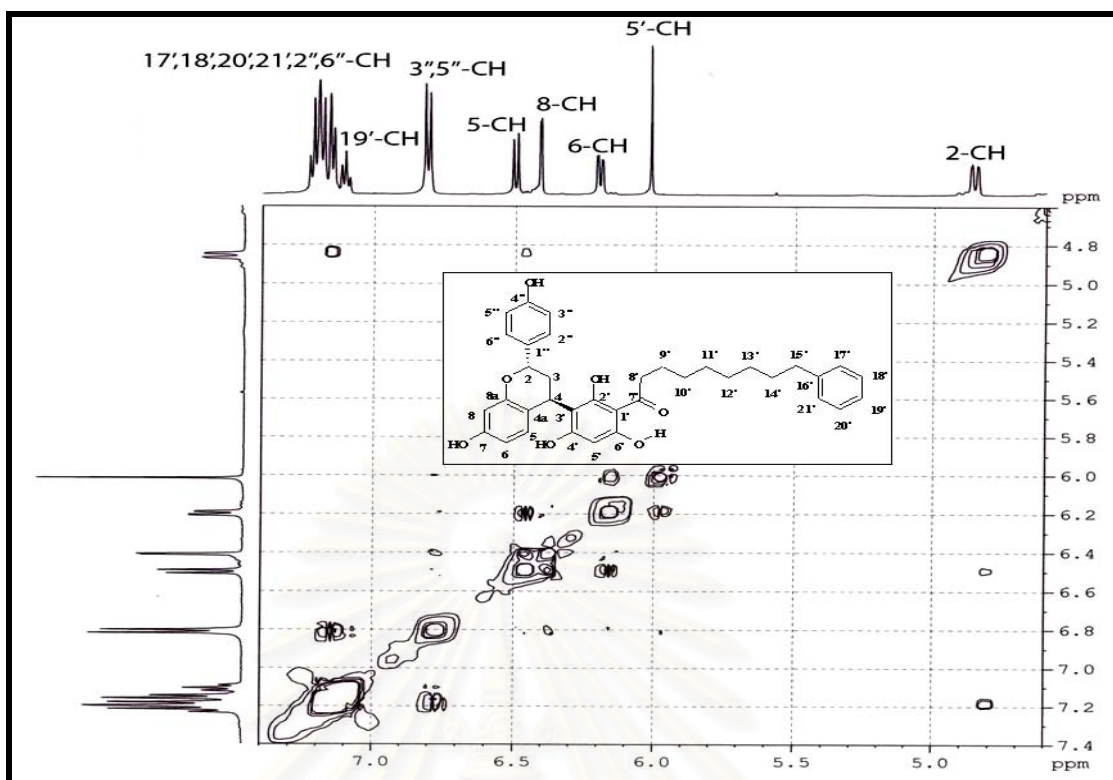 5′-CH
17′,18′,20′,21′,2″,6″-CH
3″,5″-CH
8-CH
5-CH
19′-CH
6-CH
2-CH
ppm
4.8
5.0
5.2
5.4
5.6
5.8
6.0
6.2
6.4
6.6
6.8
7.0
7.2
7.4
7.0 6.5 6.0 5.5 5.0 ppm
OH
4"
5" 3"
6" 2"
1"
2 3
O
8a 4
8 4a
7 6 5
HO
OH
2' 3' 1'
HO 4' 6' O H
5'
7' O
8' 9' 10' 11' 12' 13' 14' 15' 16'
17' 18' 19' 20' 21'